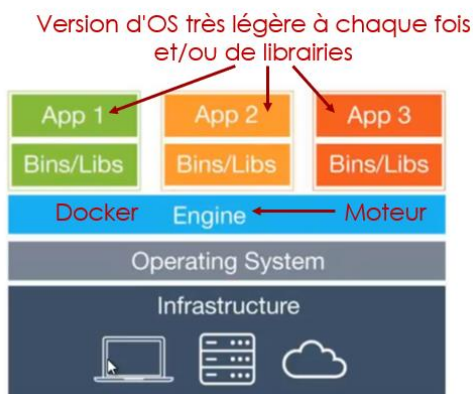 Version d'OS très légère à chaque fois
et/ou de librairies
App 1 App 2 App 3
Bins/Libs Bins/Libs Bins/Libs
Docker Engine Moteur
Operating System
Infrastructure